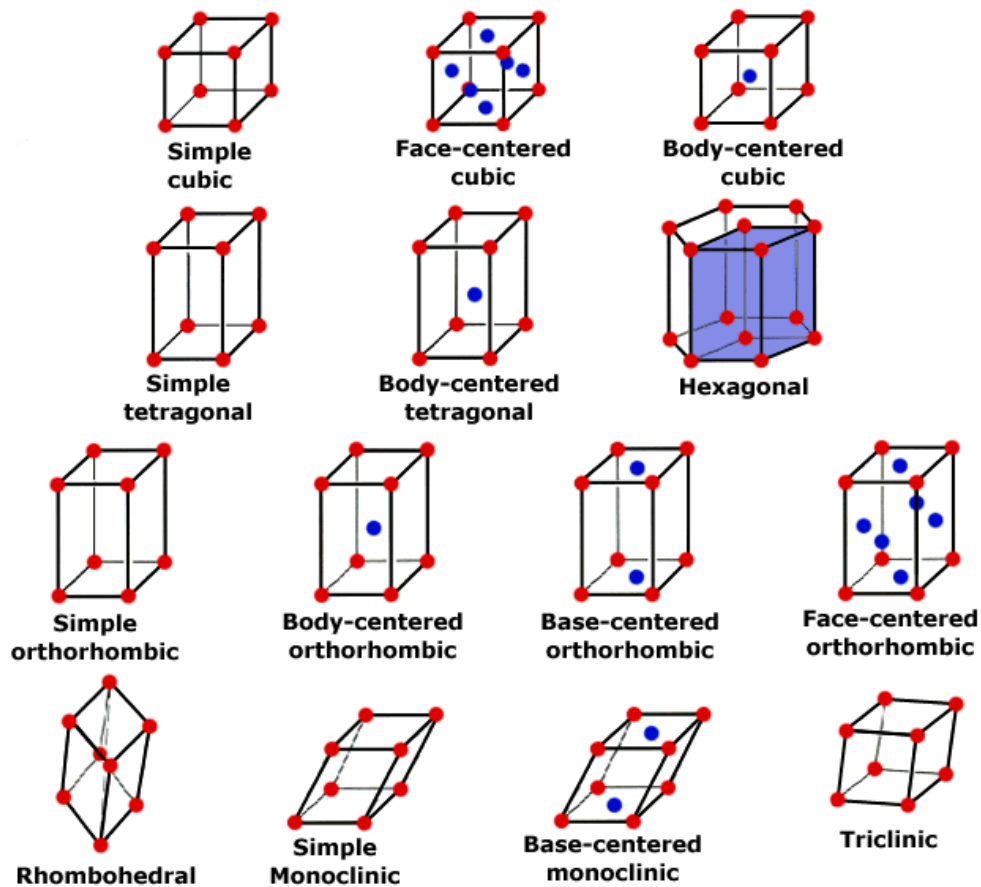 Simple
cubic
Face-centered
cubic
Body-centered
cubic
Simple
tetragonal
Body-centered
tetragonal
Hexagonal
Simple
orthorhombic
Body-centered
orthorhombic
Base-centered
orthorhombic
Face-centered
orthorhombic
Rhombohedral
Simple
Monoclinic
Base-centered
monoclinic
Triclinic